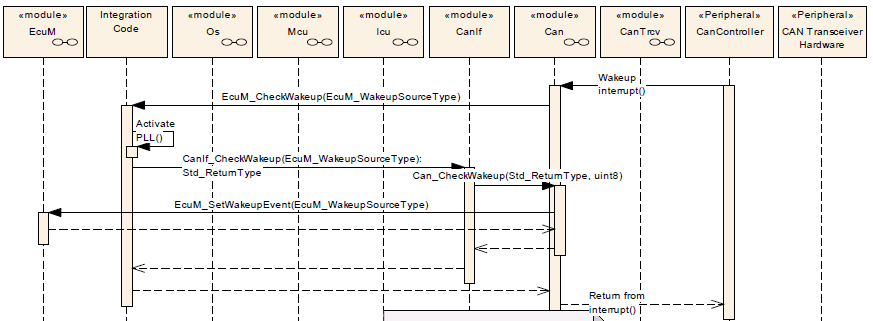 «module»
EcuM
Integration
Code
«module»
Os
«module»
Mcu
«module»
Icu
«module»
CanIf
«module»
Can
«module»
CanTrcv
«Peripheral»
CanController
«Peripheral»
CAN Transceiver
Hardware
Wakeup
interrupt()
EcuM_CheckWakeup(EcuM_WakeupSourceType)
Activate
PLL()
CanIf_CheckWakeup(EcuM_WakeupSourceType):
Std_ReturnType
Can_CheckWakeup(Std_ReturnType, uint8)
EcuM_SetWakeupEvent(EcuM_WakeupSourceType)
Return from
interrupt()